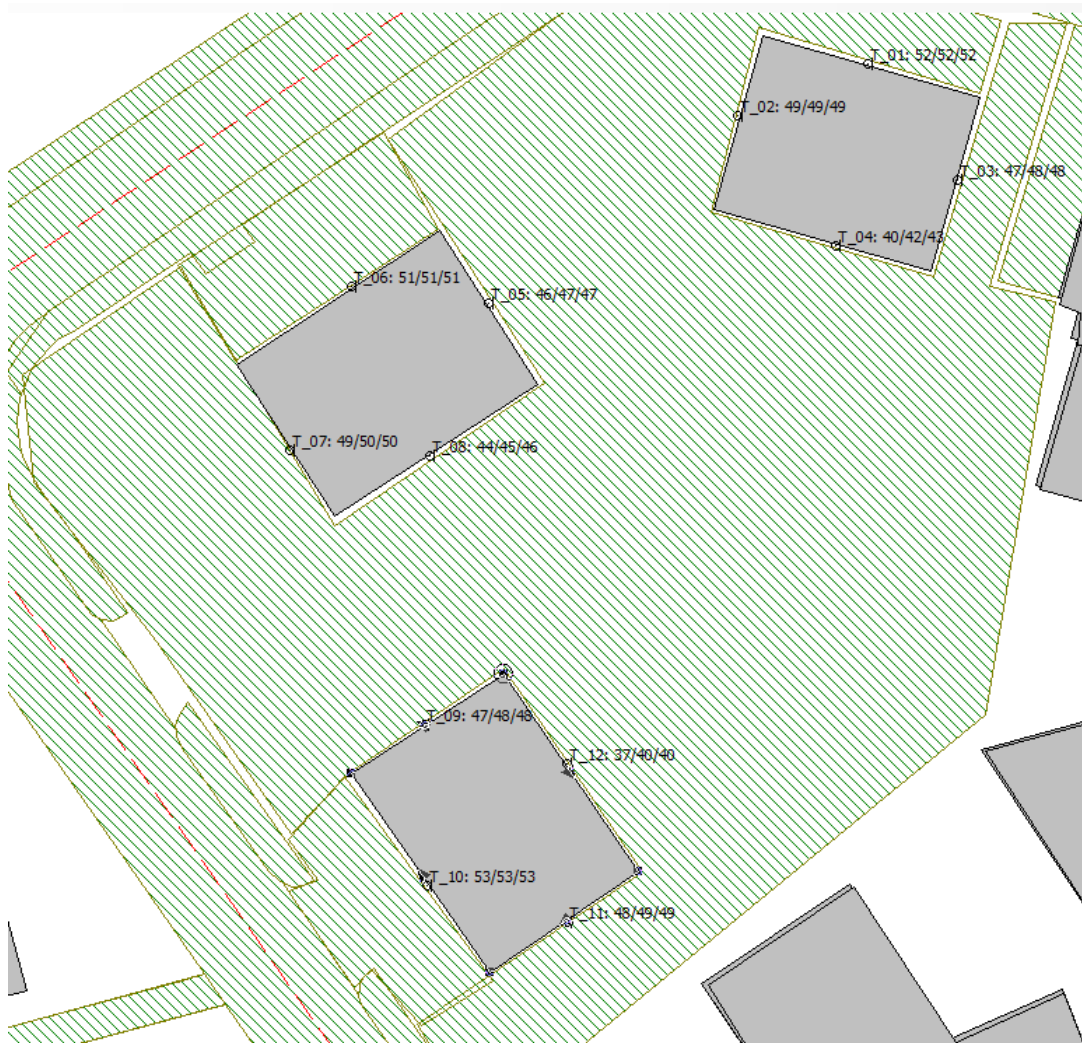 T_01: 52/52/52
T_02: 49/49/49
T_03: 47/48/48
T_04: 40/42/43
T_06: 51/51/51
T_05: 46/47/47
T_07: 49/50/50
T_08: 44/45/46
T_09: 47/48/48
T_12: 37/40/40
T_10: 53/53/53
T_11: 48/49/49